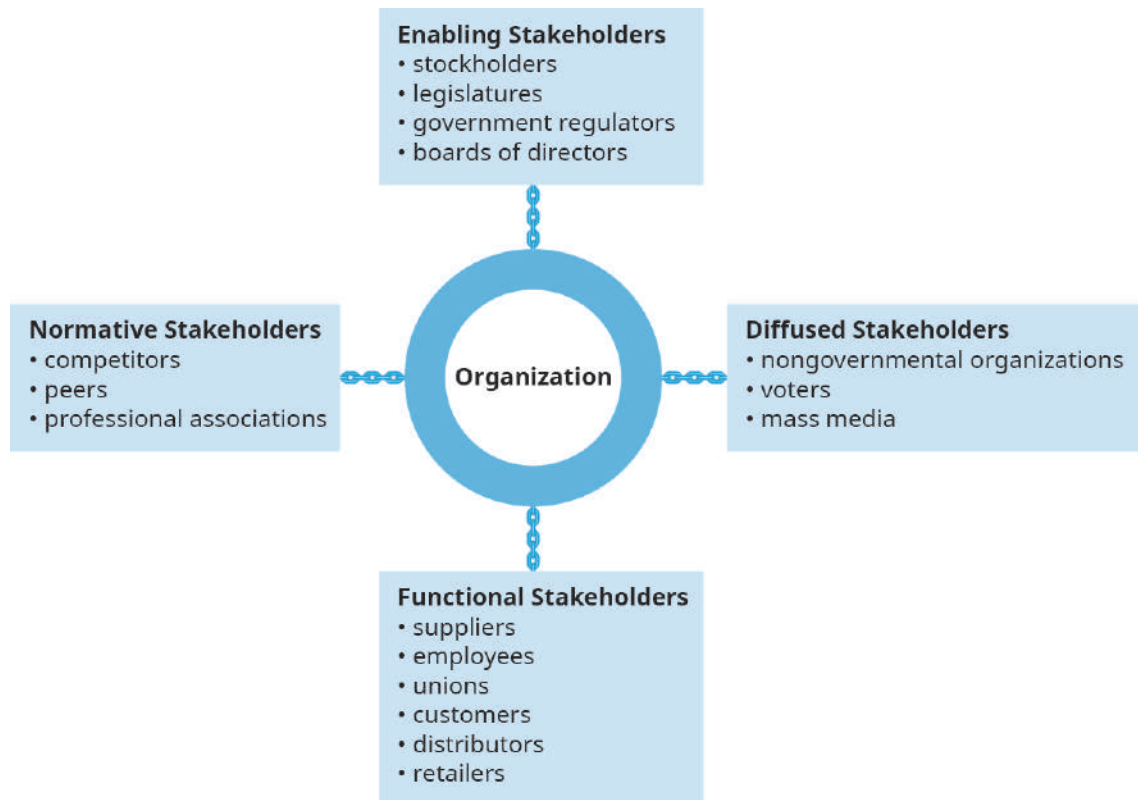 Enabling Stakeholders
• stockholders
• legislatures
• government regulators
• boards of directors
Normative Stakeholders
• competitors
• peers
• professional associations
Organization
Diffused Stakeholders
• nongovernmental organizations
• voters
• mass media
Functional Stakeholders
• suppliers
• employees
• unions
• customers
• distributors
• retailers